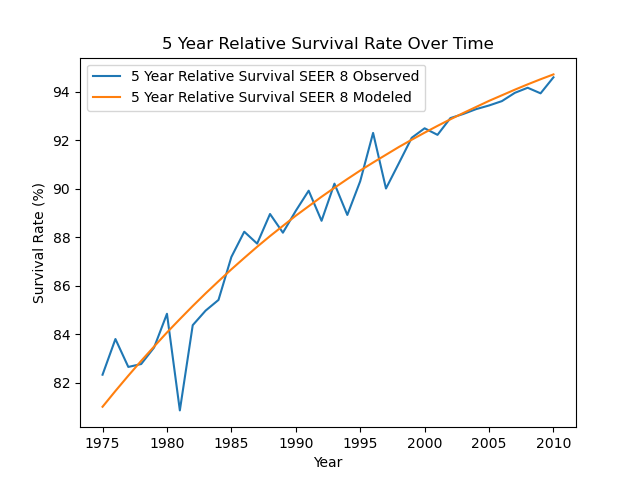 5 Year Relative Survival Rate Over Time
5 Year Relative Survival SEER 8 Observed
5 Year Relative Survival SEER 8 Modeled
94
92
90
88
86
84
82
Survival Rate (%)
1975 1980 1985 1990 1995 2000 2005 2010
Year